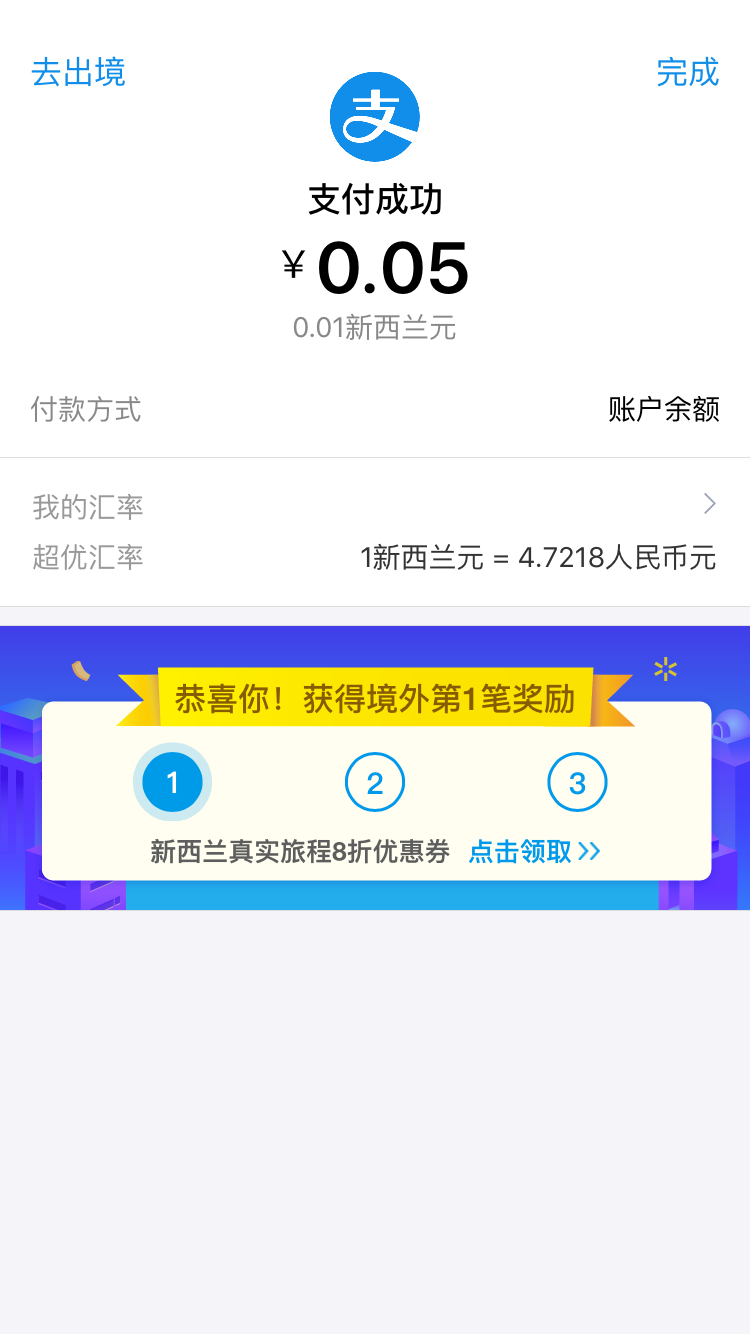 去出境
完成
支
支付成功
¥ 0.05
0.01新西兰元
付款方式
账户余额
我的汇率
超优汇率
1新西兰元 = 4.7218人民币元
恭喜你！获得境外第1笔奖励
1
2
3
新西兰真实旅程8折优惠券 点击领取